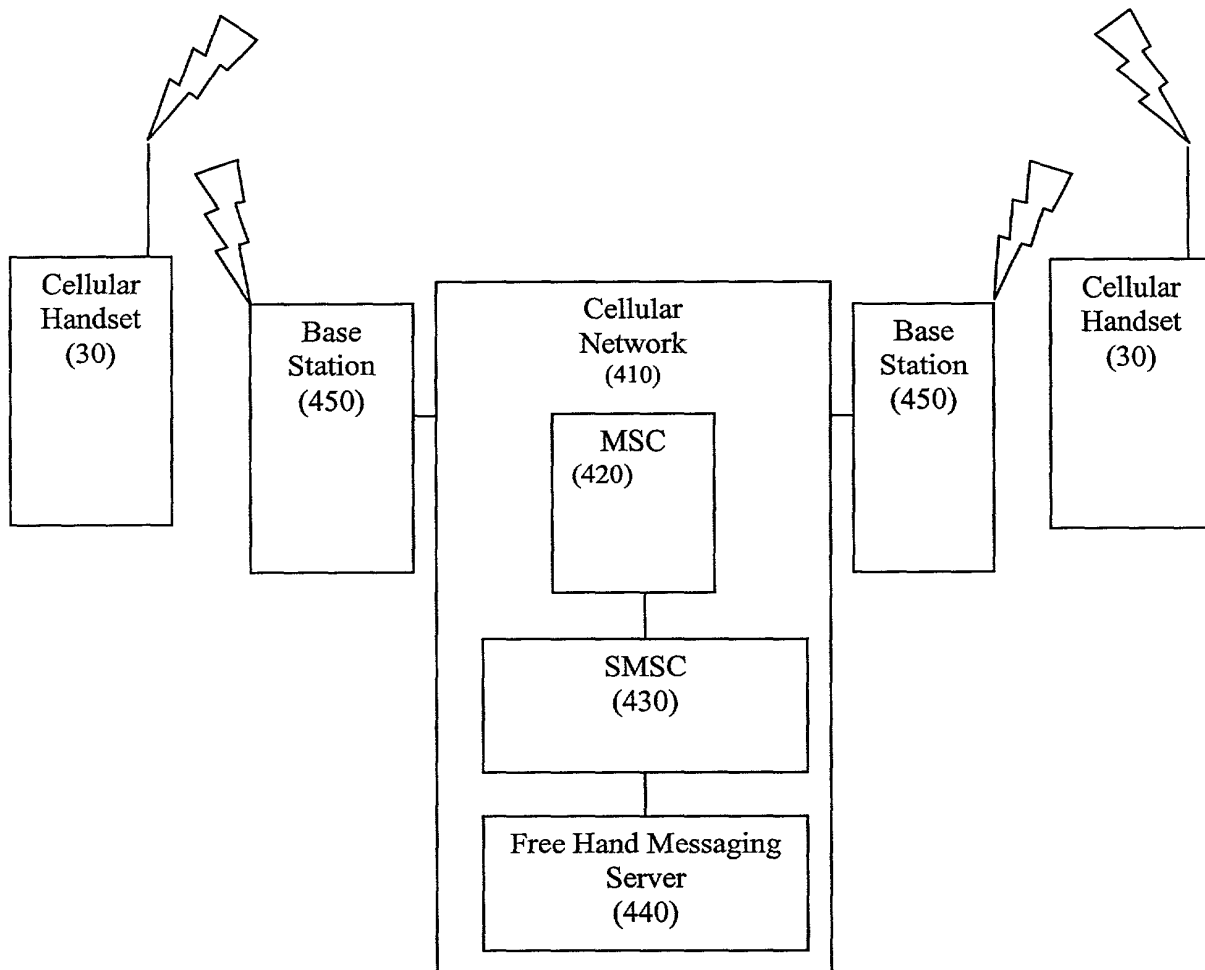 Cellular
Handset
(30)
Base
Station
(450)
Cellular
Network
(410)
MSC
(420)
SMSC
(430)
Free Hand Messaging
Server
(440)
Base
Station
(450)
Cellular
Handset
(30)